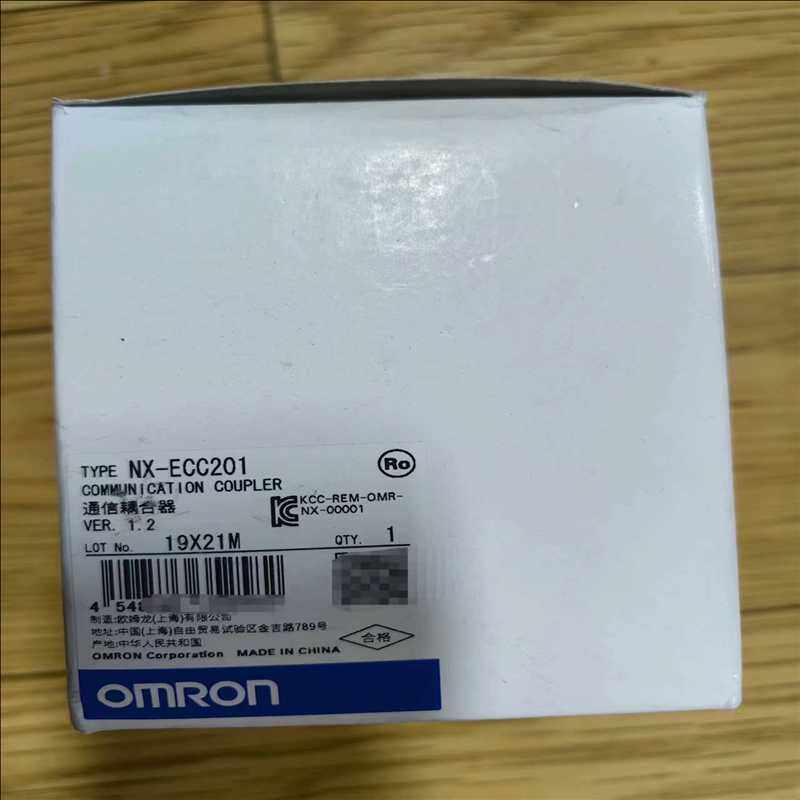 TYPE NX-ECC201
Ro
COMMUNICATION COUPLER
通信耦合器
KCC-REM-OMR-
NX-00001
VER. 1.2
LOT No. 19X21M QTY. 1
4 548
制造:欧姆龙(上海)有限公司
地址:中国(上海)自由贸易试验区金吉路789号
产地:中华人民共和国
合格
OMRON Corporation MADE IN CHINA
OMRON